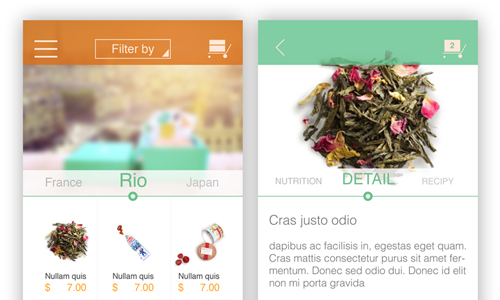 Filter by
France Rio Japan
Nullam quis Nullam quis Nullam quis
$ 7.00 $ 7.00 $ 7.00
2
NUTRITION DETAIL RECIPY
Cras justo odio
dapibus ac facilisis in, egestas eget quam.
Cras mattis consectetur purus sit amet fer-
mentum. Donec sed odio dui. Donec id elit
non mi porta gravida